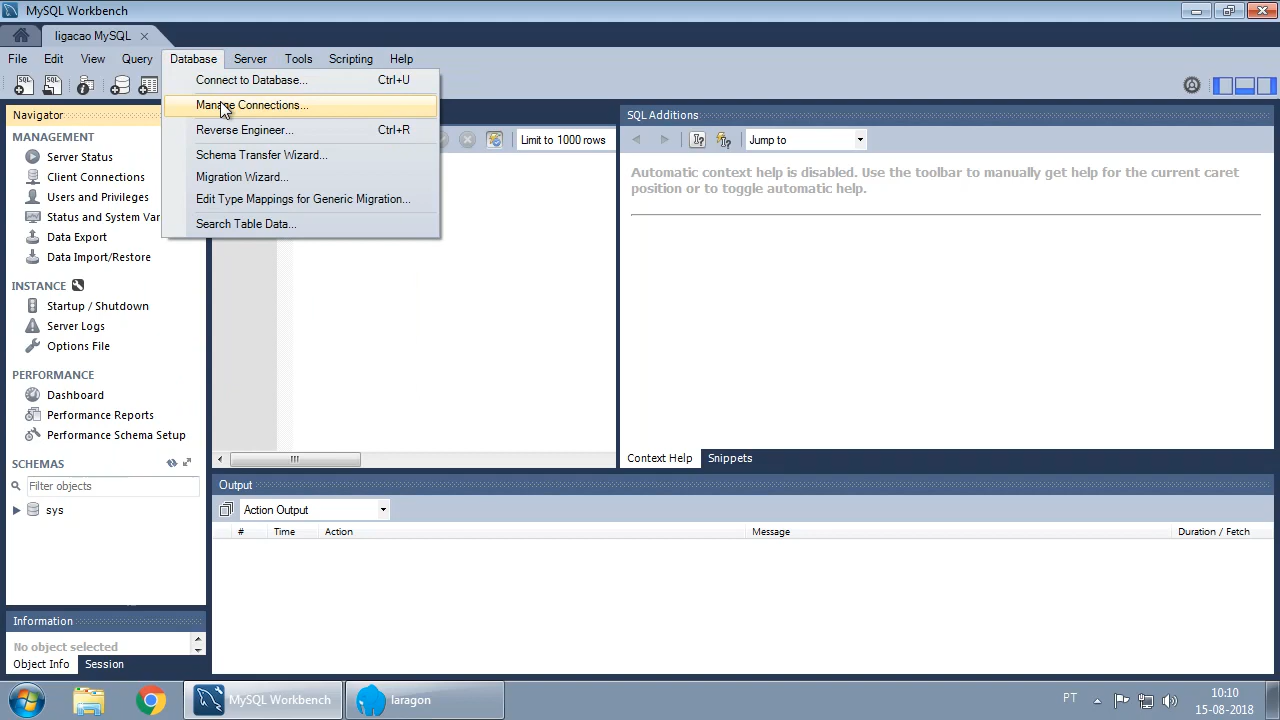 MySQL Workbench
ligacao MySQL
File Edit View Query Database Server Tools Scripting Help
Connect to Database... Ctrl+U
Manage Connections...
Reverse Engineer... Ctrl+R
Schema Transfer Wizard...
Migration Wizard...
Edit Type Mappings for Generic Migration...
Search Table Data...
Navigator
MANAGEMENT
Server Status
Client Connections
Users and Privileges
Status and System Var
Data Export
Data Import/Restore
INSTANCE
Startup / Shutdown
Server Logs
Options File
PERFORMANCE
Dashboard
Performance Reports
Performance Schema Setup
SCHEMAS
Filter objects
sys
Information
No object selected
Object Info Session
Limit to 1000 rows
SQL Additions
Jump to
Automatic context help is disabled. Use the toolbar to manually get help for the current caret
position or to toggle automatic help.
Context Help Snippets
Output
Action Output
# Time Action Message Duration / Fetch
MySQL Workbench
laragon
PT
10:10
15-08-2018